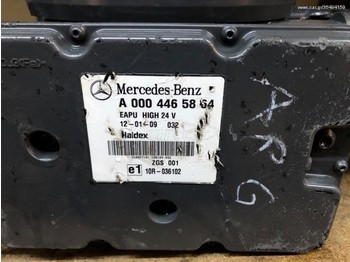 Mercedes-Benz
A 000 446 58 64
EAPU HIGH 24 V
12-01-09 032
Haldex
ZGS 001
e1 10R-036102
ARG